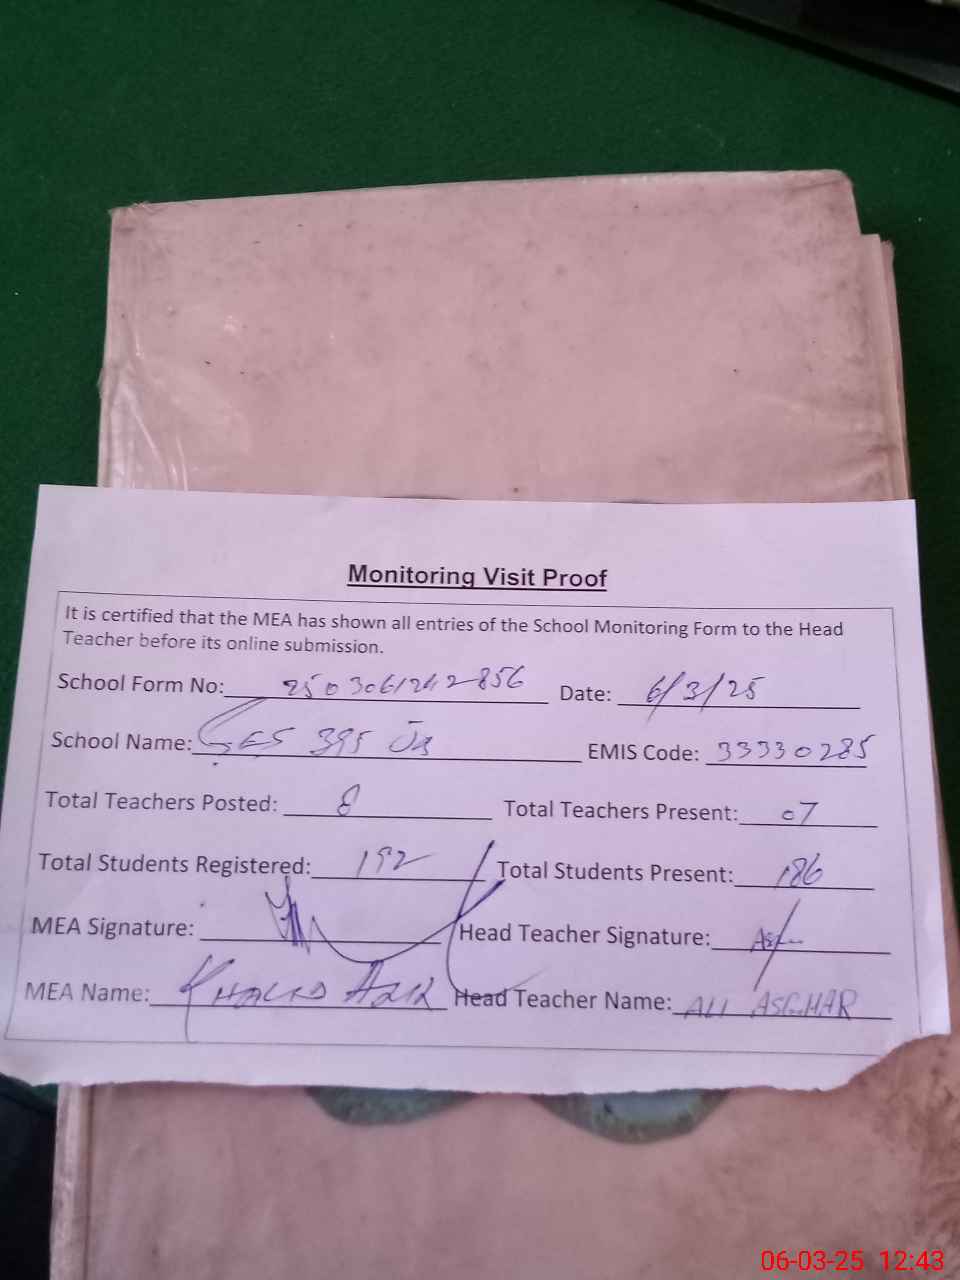 Monitoring Visit Proof
It is certified that the MEA has shown all entries of the School Monitoring Form to the Head
Teacher before its online submission.
School Form No: 2503061242856 Date: 6/3/25
School Name: GES 395 JB EMIS Code: 33330285
Total Teachers Posted: 8 Total Teachers Present: 07
Total Students Registered: 192 Total Students Present: 186
MEA Signature: Head Teacher Signature:
MEA Name: KHALID Head Teacher Name: ALI ASGHAR
06-03-25 12:43